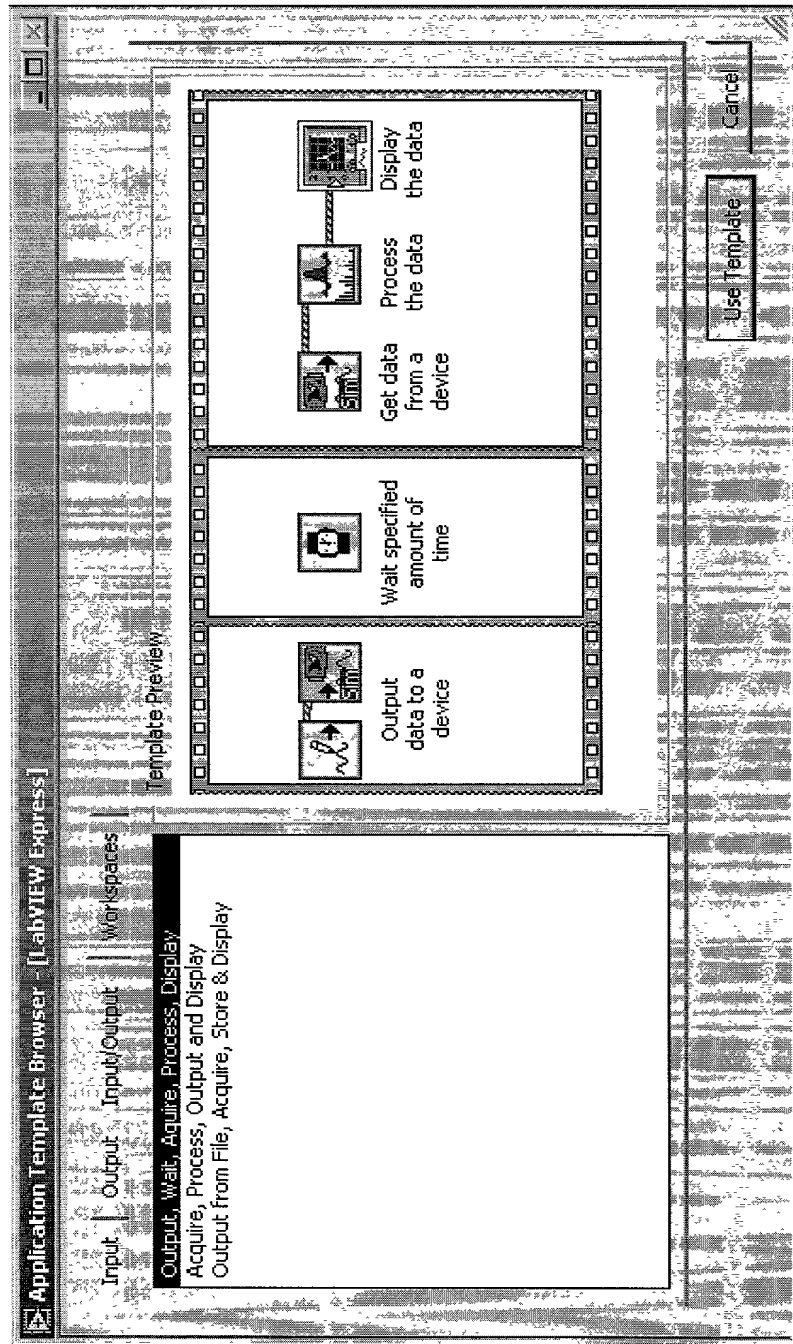 Application Template Browser - [LabVIEW Express]
Input Output Input/Output Workspaces
Output, Wait, Aquire, Process, Display
Acquire, Process, Output and Display
Output from File, Acquire, Store & Display
Template Preview
Output
data to a
device
Wait specified
amount of
time
Get data
from a
device
Process
the data
Display
the data
Use Template
Cancel